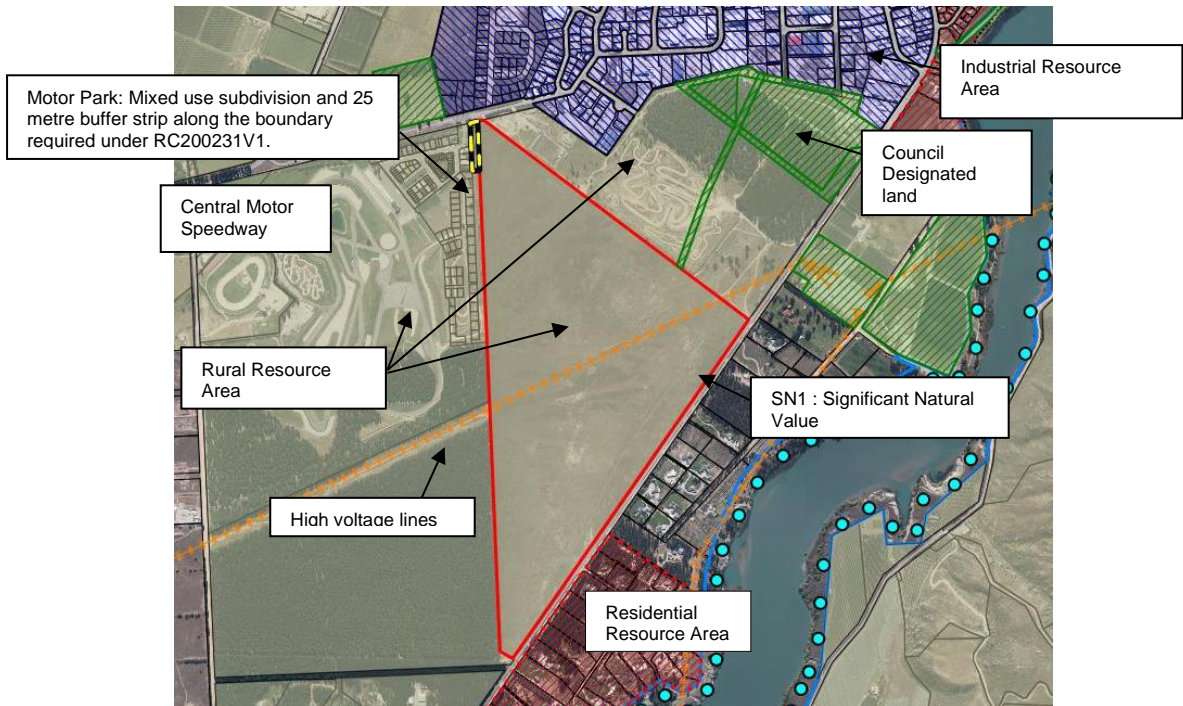 Industrial Resource
Area
Motor Park: Mixed use subdivision and 25
metre buffer strip along the boundary
required under RC200231V1.
Council
Designated
land
Central Motor
Speedway
Rural Resource
Area
SN1 : Significant Natural
Value
High voltage lines
Residential
Resource Area